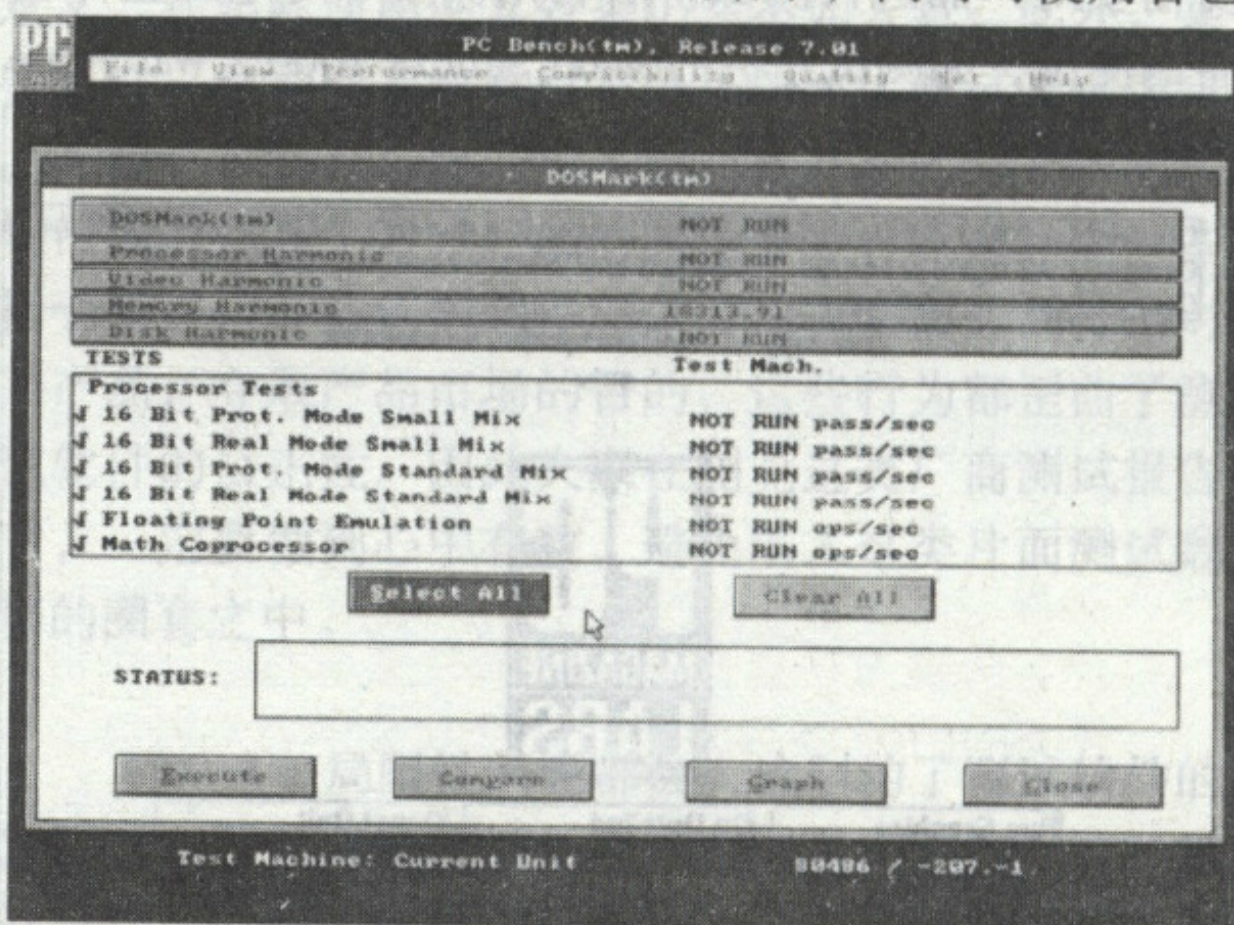 PC Bench(tm), Release 7.01
File View Performance Compatibility Quality Net Help
DOSMark(tm)
DOSMark(tm) NOT RUN
Processor Harmonic NOT RUN
Video Harmonic NOT RUN
Memory Harmonic 18313.91
Disk Harmonic NOT RUN
TESTS Test Mach.
Processor Tests
√ 16 Bit Prot. Mode Small Mix NOT RUN pass/sec
√ 16 Bit Real Mode Small Mix NOT RUN pass/sec
√ 16 Bit Prot. Mode Standard Mix NOT RUN pass/sec
√ 16 Bit Real Mode Standard Mix NOT RUN pass/sec
√ Floating Point Emulation NOT RUN ops/sec
√ Math Coprocessor NOT RUN ops/sec
Select All Clear All
STATUS:
Execute Compare Graph Close
Test Machine: Current Unit 80486 / -207.-1